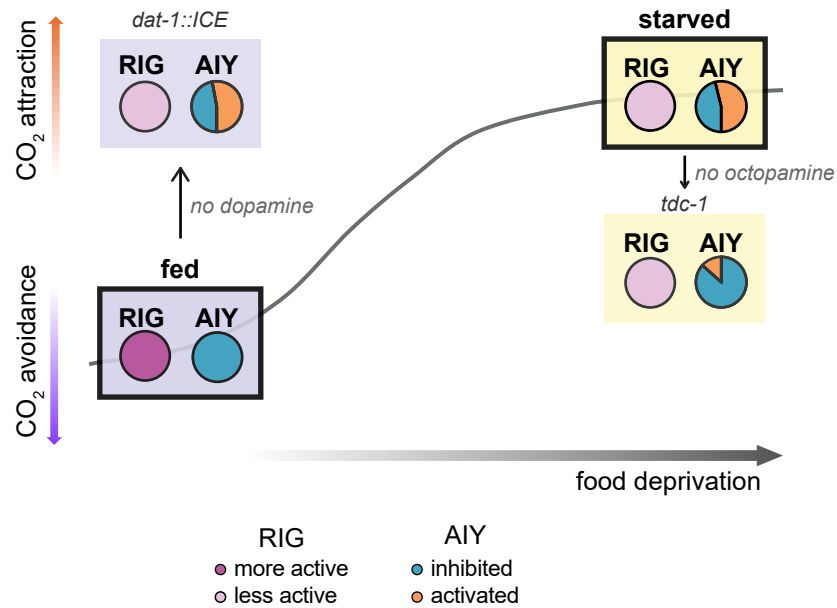 dat-1::ICE
RIG AIY
CO2 attraction
no dopamine
fed
RIG AIY
CO2 avoidance
starved
RIG AIY
no octopamine
tdc-1
RIG AIY
food deprivation
RIG
more active
less active
AIY
inhibited
activated